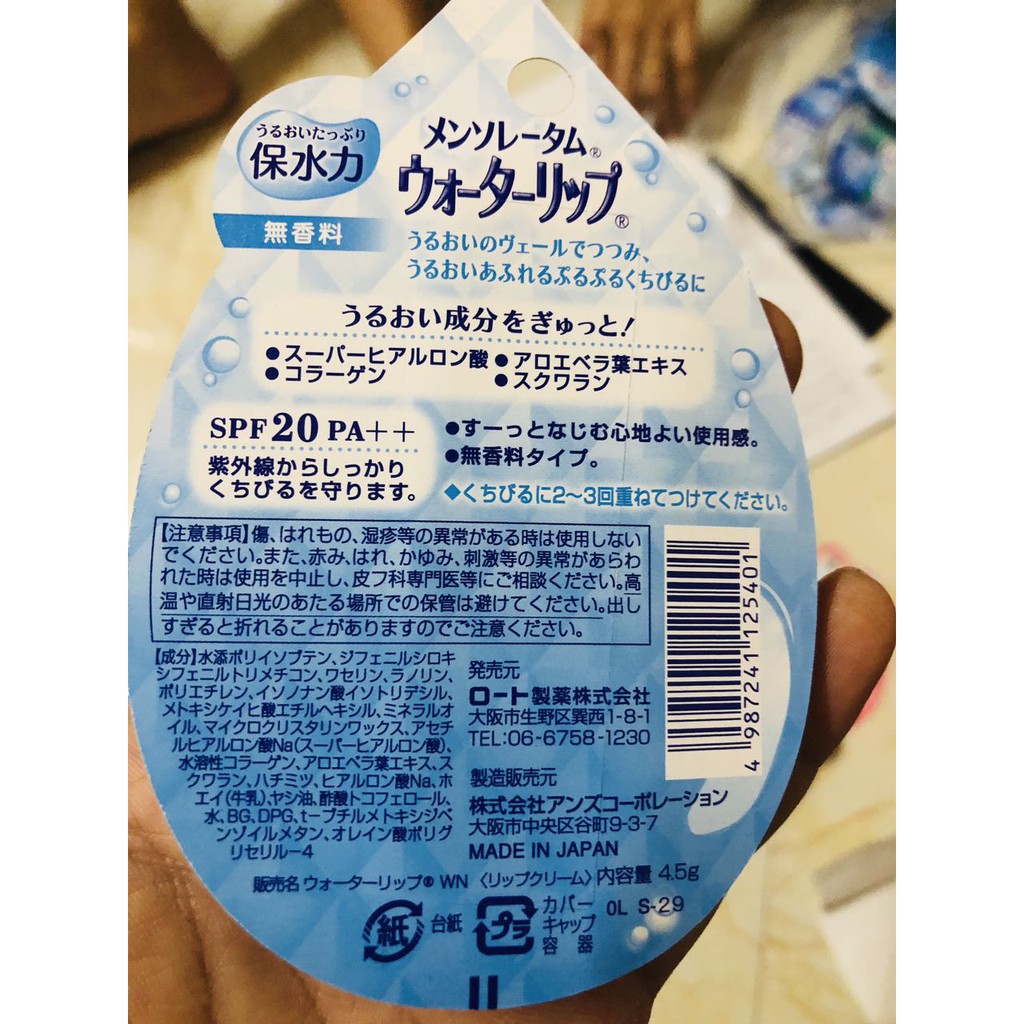 うるおいたっぷり
保水力
無香料
メンソレータム®
ウォーターリップ®
うるおいのヴェールでつつみ、
うるおいあふれるぷるぷるくちびるに
うるおい成分をぎゅっと!
●スーパーヒアルロン酸 ●アロエベラ葉エキス
●コラーゲン ●スクワラン
SPF20 PA++
紫外線からしっかり
くちびるを守ります。
●すーっとなじむ心地よい使用感。
●無香料タイプ。
◆くちびるに2〜3回重ねてつけてください。
【注意事項】傷、はれもの、湿疹等の異常がある時は使用しない
でください。また、赤み、はれ、かゆみ、刺激等の異常があらわ
れた時は使用を中止し、皮フ科専門医等にご相談ください。高
温や直射日光のあたる場所での保管は避けてください。出し
すぎると折れることがありますのでご注意ください。
【成分】水添ポリイソブテン、ジフェニルシロキ
シフェニルトリメチコン、ワセリン、ラノリン、
ポリエチレン、イソノナン酸イソトリデシル、
メトキシケイヒ酸エチルヘキシル、ミネラルオ
イル、マイクロクリスタリンワックス、アセチ
ルヒアルロン酸Na(スーパーヒアルロン酸)、
水溶性コラーゲン、アロエベラ葉エキス、ス
クワラン、ハチミツ、ヒアルロン酸Na、ホ
エイ(牛乳)、ヤシ油、酢酸トコフェロール、
水、BG、DPG、t-ブチルメトキシジベ
ンゾイルメタン、オレイン酸ポリグ
リセリル-4
発売元
ロート製薬株式会社
大阪市生野区巽西1-8-1
TEL:06-6758-1230
製造販売元
株式会社アンズコーポレーション
大阪市中央区谷町9-3-7
MADE IN JAPAN
4 987241 125401
販売名 ウォーターリップ® WN 〈リップクリーム〉内容量 4.5g
紙 台紙
プラ
カバー
キャップ
容器
OL S-29